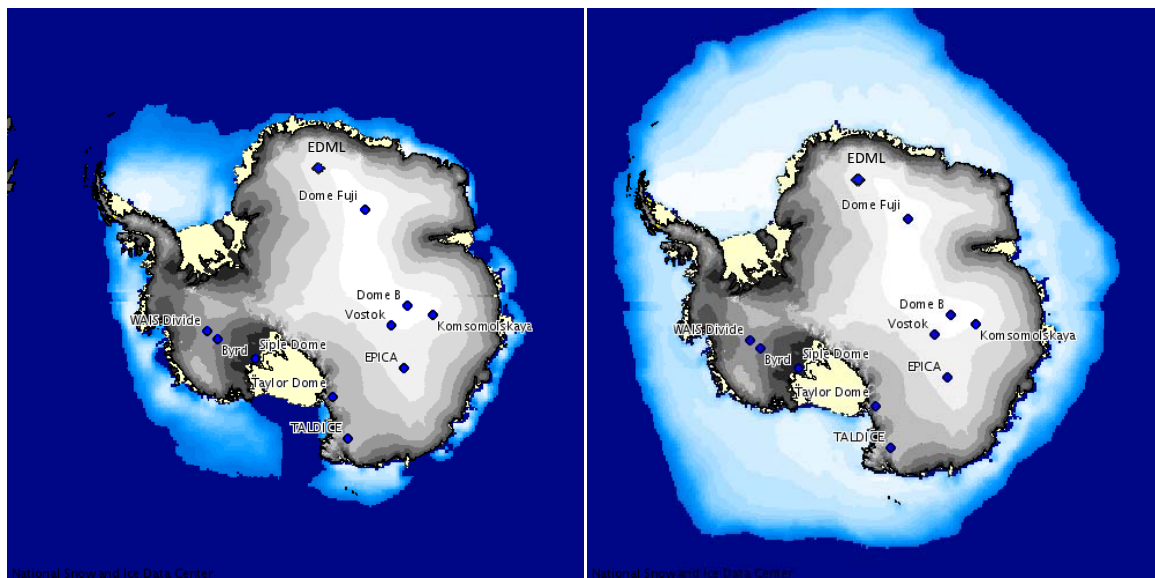 EDML
Dome Fuji
Dome B
Vostok
WAIS Divide
Komsomolskaya
Byrd
Siple Dome
EPICA
Taylor Dome
TALDICE
National Snow and Ice Data Center
EDML
Dome Fuji
Dome B
Vostok
WAIS Divide
Komsomolskaya
Byrd
Siple Dome
EPICA
Taylor Dome
TALDICE
National Snow and Ice Data Center